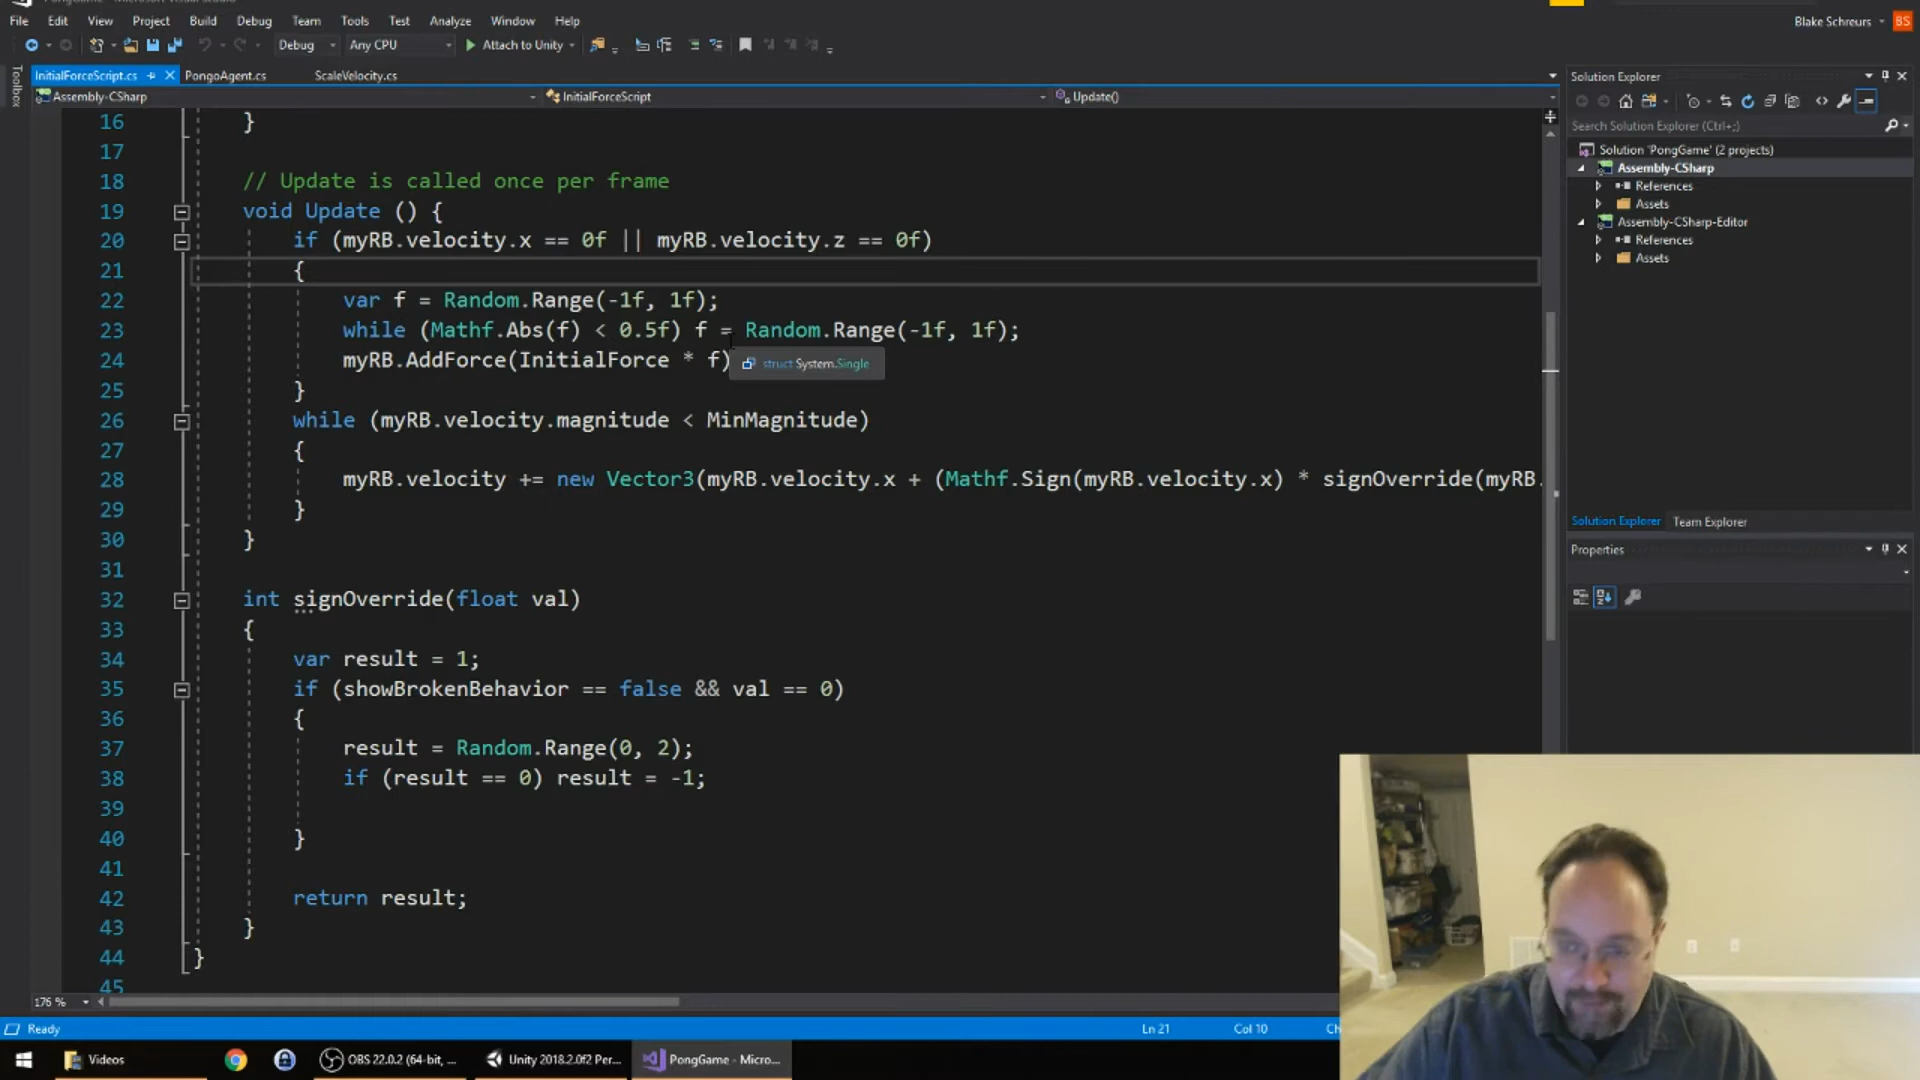 File Edit View Project Build Debug Team Tools Test Analyze Window Help
Blake Schreurs BS
Debug Any CPU Attach to Unity
Toolbox
InitialForceScript.cs PongoAgent.cs ScaleVelocity.cs
Assembly-CSharp InitialForceScript Update()
16 }
17
18 // Update is called once per frame
19 void Update () {
20 if (myRB.velocity.x == 0f || myRB.velocity.z == 0f)
21 {
22 var f = Random.Range(-1f, 1f);
23 while (Mathf.Abs(f) < 0.5f) f = Random.Range(-1f, 1f);
24 myRB.AddForce(InitialForce * f)
struct System.Single
25 }
26 while (myRB.velocity.magnitude < MinMagnitude)
27 {
28 myRB.velocity += new Vector3(myRB.velocity.x + (Mathf.Sign(myRB.velocity.x) * signOverride(myRB.
29 }
30 }
31
32 int signOverride(float val)
33 {
34 var result = 1;
35 if (showBrokenBehavior == false && val == 0)
36 {
37 result = Random.Range(0, 2);
38 if (result == 0) result = -1;
39
40 }
41
42 return result;
43 }
44 }
45
176 %
Solution Explorer
Search Solution Explorer (Ctrl+;)
Solution 'PongGame' (2 projects)
Assembly-CSharp
References
Assets
Assembly-CSharp-Editor
References
Assets
Solution Explorer Team Explorer
Properties
Ready Ln 21 Col 10 Ch
Videos OBS 22.0.2 (64-bit, ... Unity 2018.2.0f2 Per... PongGame - Micro...